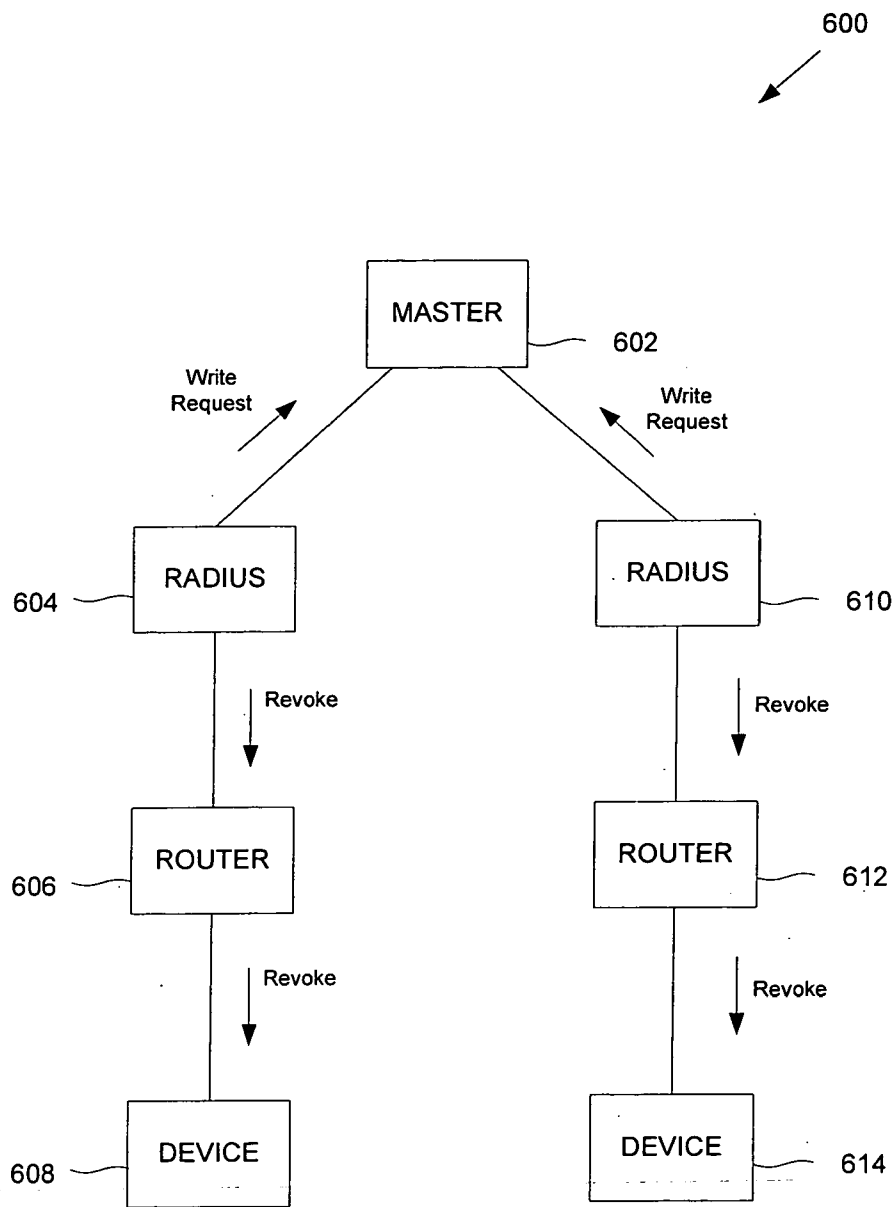 600
MASTER
602
Write
Request
Write
Request
RADIUS
604
RADIUS
610
Revoke
Revoke
ROUTER
606
ROUTER
612
Revoke
Revoke
DEVICE
608
DEVICE
614